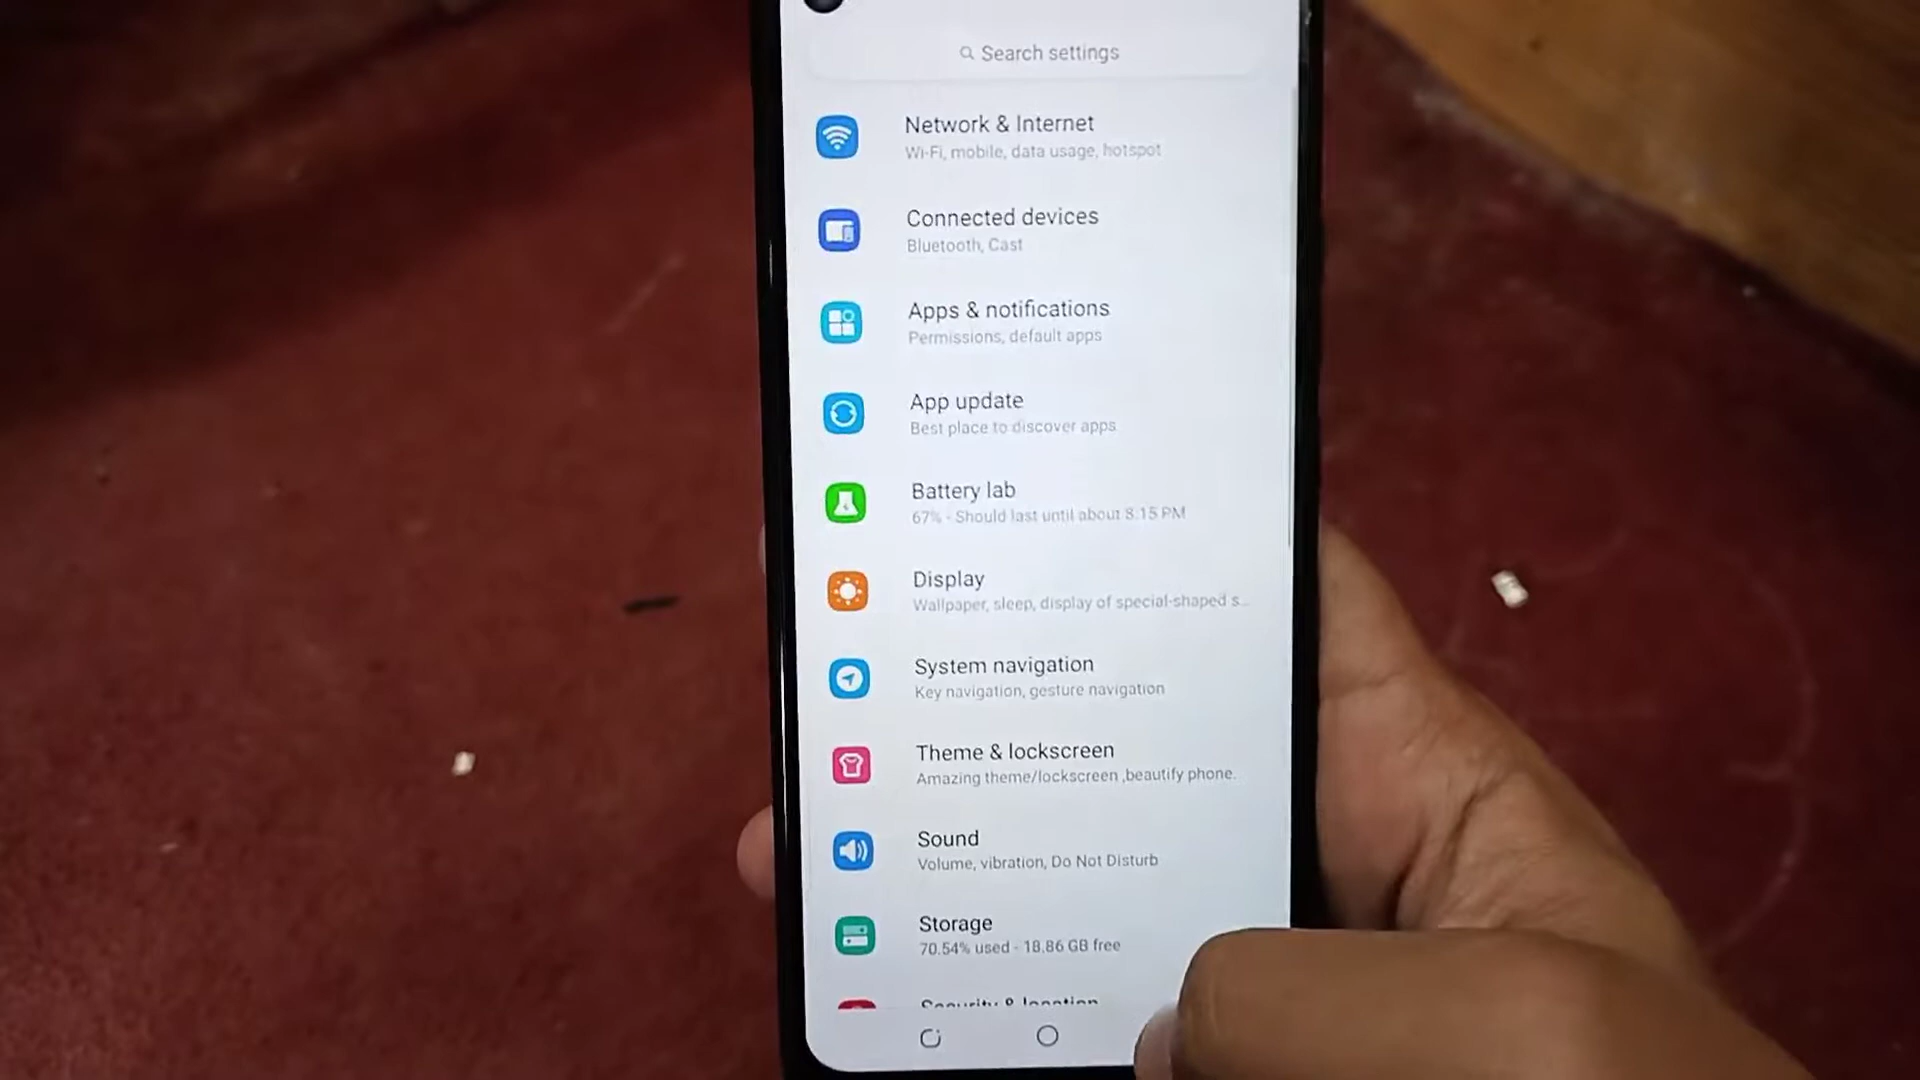 Search settings
Network & Internet
Wi-Fi, mobile, data usage, hotspot
Connected devices
Bluetooth, Cast
Apps & notifications
Permissions, default apps
App update
Best place to discover apps
Battery lab
67% - Should last until about 8:15 PM
Display
Wallpaper, sleep, display of special-shaped s...
System navigation
Key navigation, gesture navigation
Theme & lockscreen
Amazing theme/lockscreen ,beautify phone.
Sound
Volume, vibration, Do Not Disturb
Storage
70.54% used - 18.86 GB free
Security & location